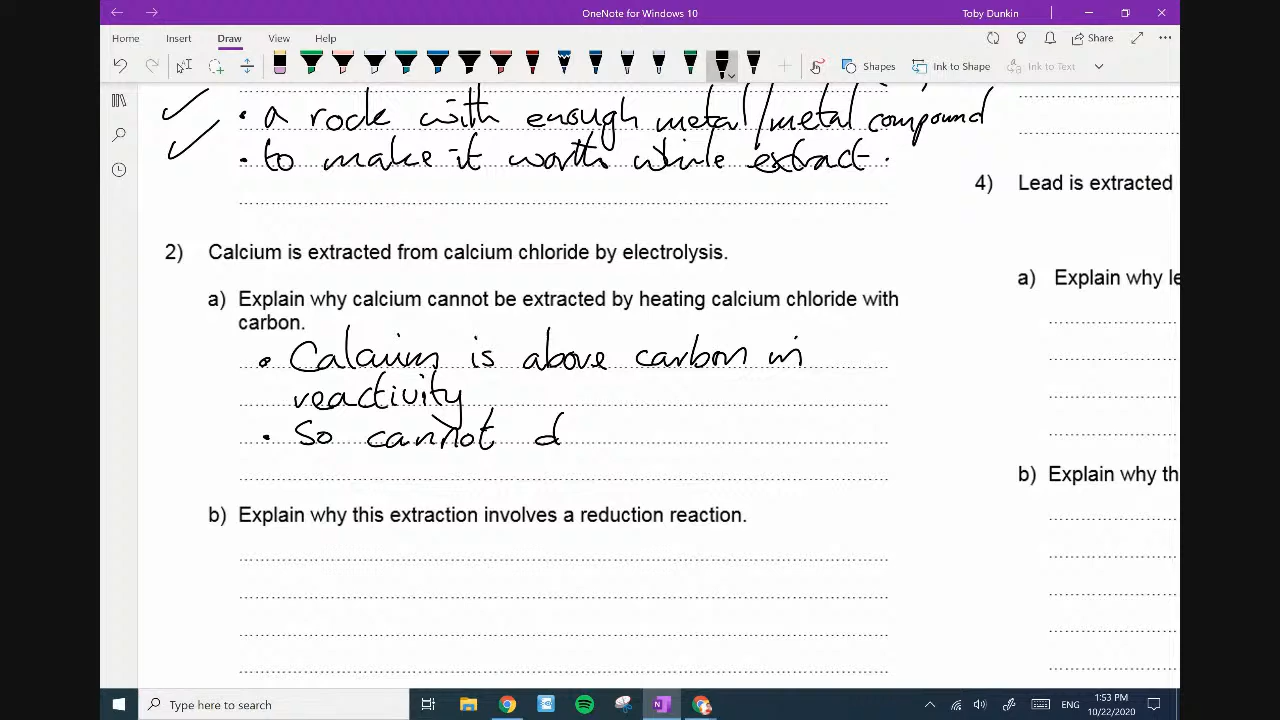 OneNote for Windows 10
Toby Dunkin
Home Insert Draw View Help
Share
Shapes Ink to Shape Ink to Text
• a rock with enough metal/metal compound
• to make it worth while extract.
2) Calcium is extracted from calcium chloride by electrolysis.
a) Explain why calcium cannot be extracted by heating calcium chloride with
carbon.
• Calcium is above carbon in
reactivity
• So cannot d
b) Explain why this extraction involves a reduction reaction.
4) Lead is extracted
a) Explain why le
b) Explain why th
Type here to search
ENG
1:53 PM
10/22/2020